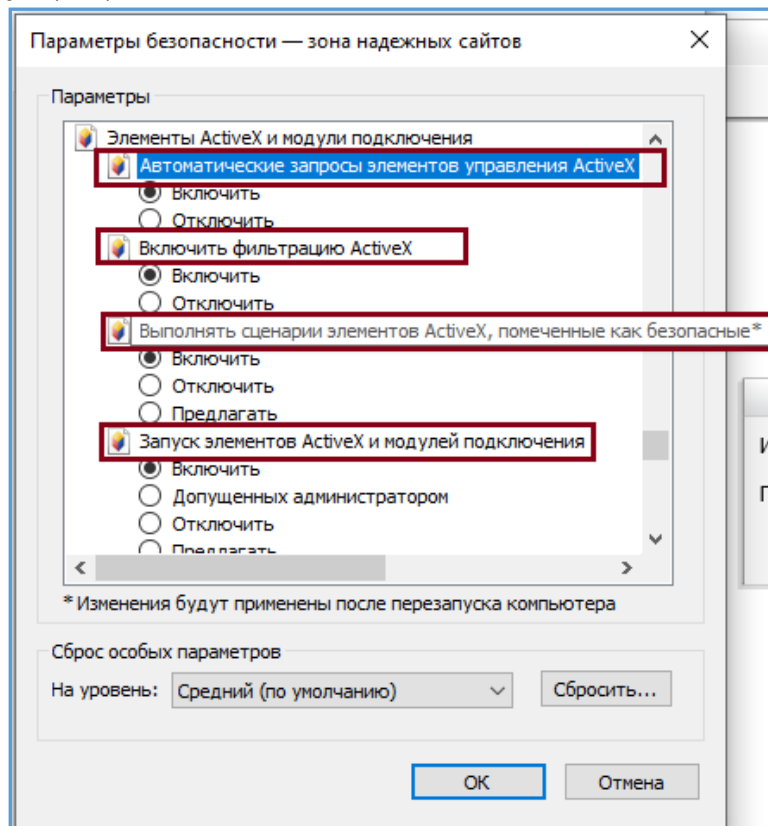 Параметры безопасности — зона надежных сайтов
Параметры
Элементы ActiveX и модули подключения
Автоматические запросы элементов управления ActiveX
Включить
Отключить
Включить фильтрацию ActiveX
Включить
Отключить
Выполнять сценарии элементов ActiveX, помеченные как безопасные*
Включить
Отключить
Предлагать
Запуск элементов ActiveX и модулей подключения
Включить
Допущенных администратором
Отключить
Предлагать
* Изменения будут применены после перезапуска компьютера
Сброс особых параметров
На уровень: Средний (по умолчанию) Сбросить...
ОК Отмена